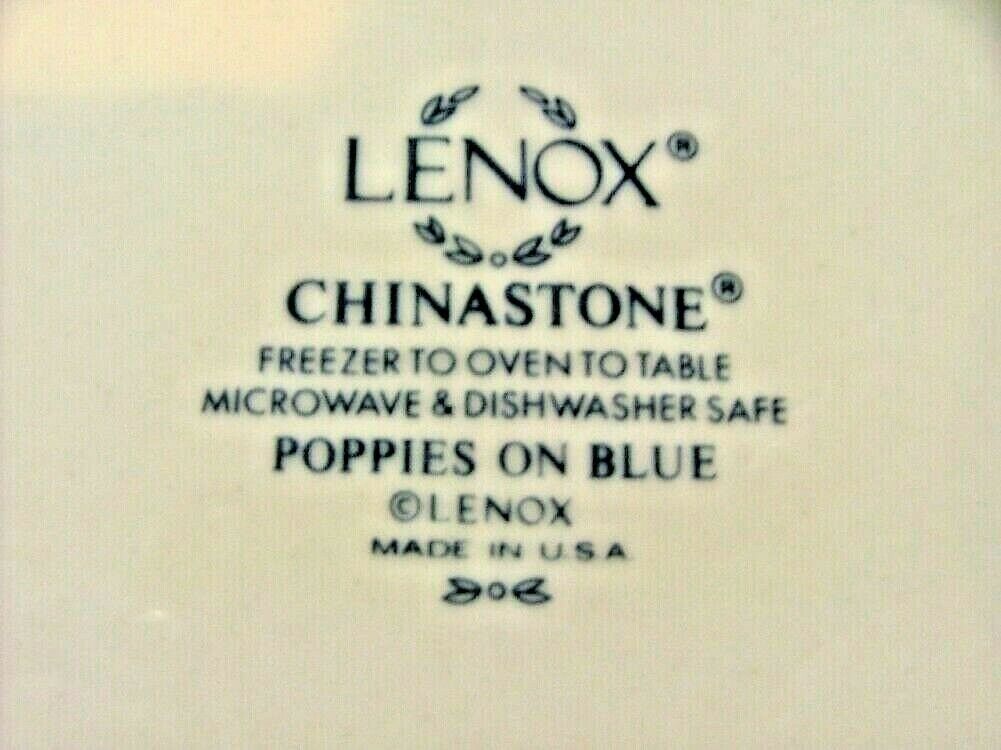 LENOX®
CHINASTONE®
FREEZER TO OVEN TO TABLE
MICROWAVE & DISHWASHER SAFE
POPPIES ON BLUE
©LENOX
MADE IN U.S.A.